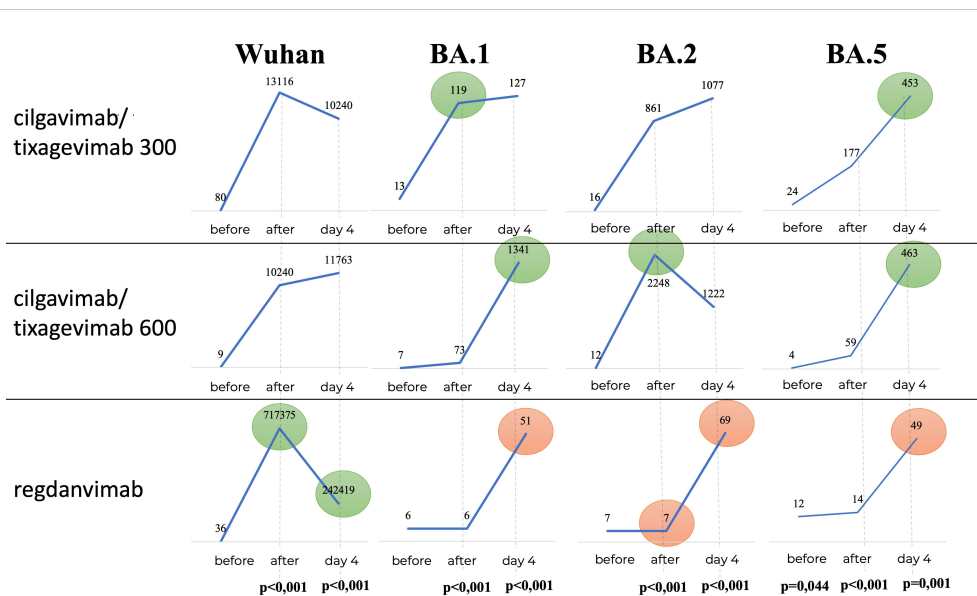 Wuhan BA.1 BA.2 BA.5
cilgavimab/
tixagevimab 300
80 13116 10240
13 119 127
16 861 1077
24 177 453
before after day 4 before after day 4 before after day 4 before after day 4
cilgavimab/
tixagevimab 600
9 10240 11763
7 73 1341
12 2248 1222
4 59 463
before after day 4 before after day 4 before after day 4 before after day 4
regdanvimab
36 717375 242419
6 6 51
7 7 69
12 14 49
before after day 4 before after day 4 before after day 4 before after day 4
p<0,001 p<0,001 p<0,001 p<0,001 p<0,001 p<0,001 p=0,044 p<0,001 p=0,001